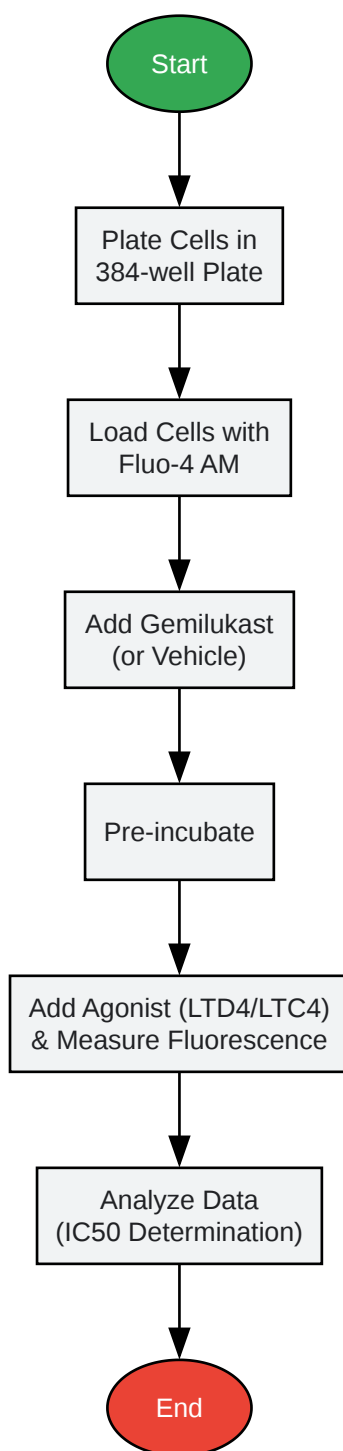 Start
Plate Cells in
384-well Plate
Load Cells with
Fluo-4 AM
Add Gemilukast
(or Vehicle)
Pre-incubate
Add Agonist (LTD4/LTC4)
& Measure Fluorescence
Analyze Data
(IC50 Determination)
End